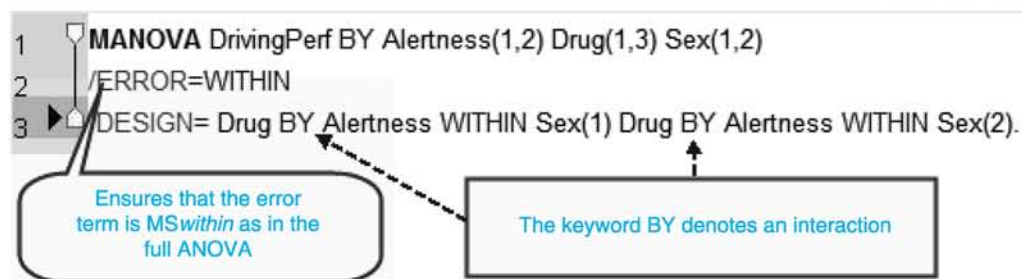 1 MANOVA DrivingPerf BY Alertness(1,2) Drug(1,3) Sex(1,2)
2 /ERROR=WITHIN
3 /DESIGN= Drug BY Alertness WITHIN Sex(1) Drug BY Alertness WITHIN Sex(2).
Ensures that the error
term is MSwithin as in the
full ANOVA
The keyword BY denotes an interaction